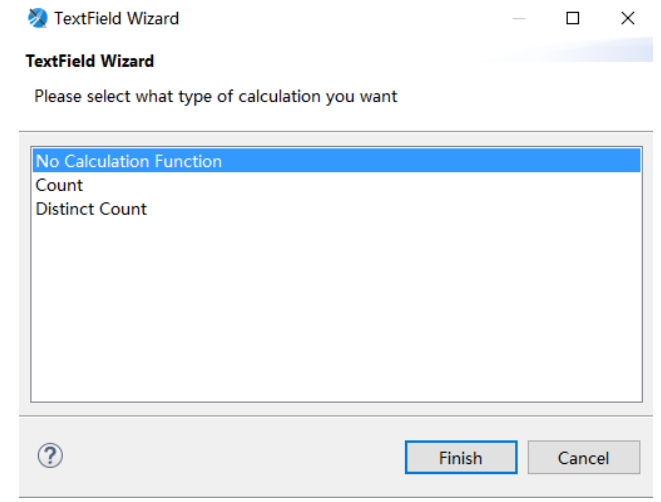 TextField Wizard
TextField Wizard
Please select what type of calculation you want
No Calculation Function
Count
Distinct Count
?
Finish
Cancel